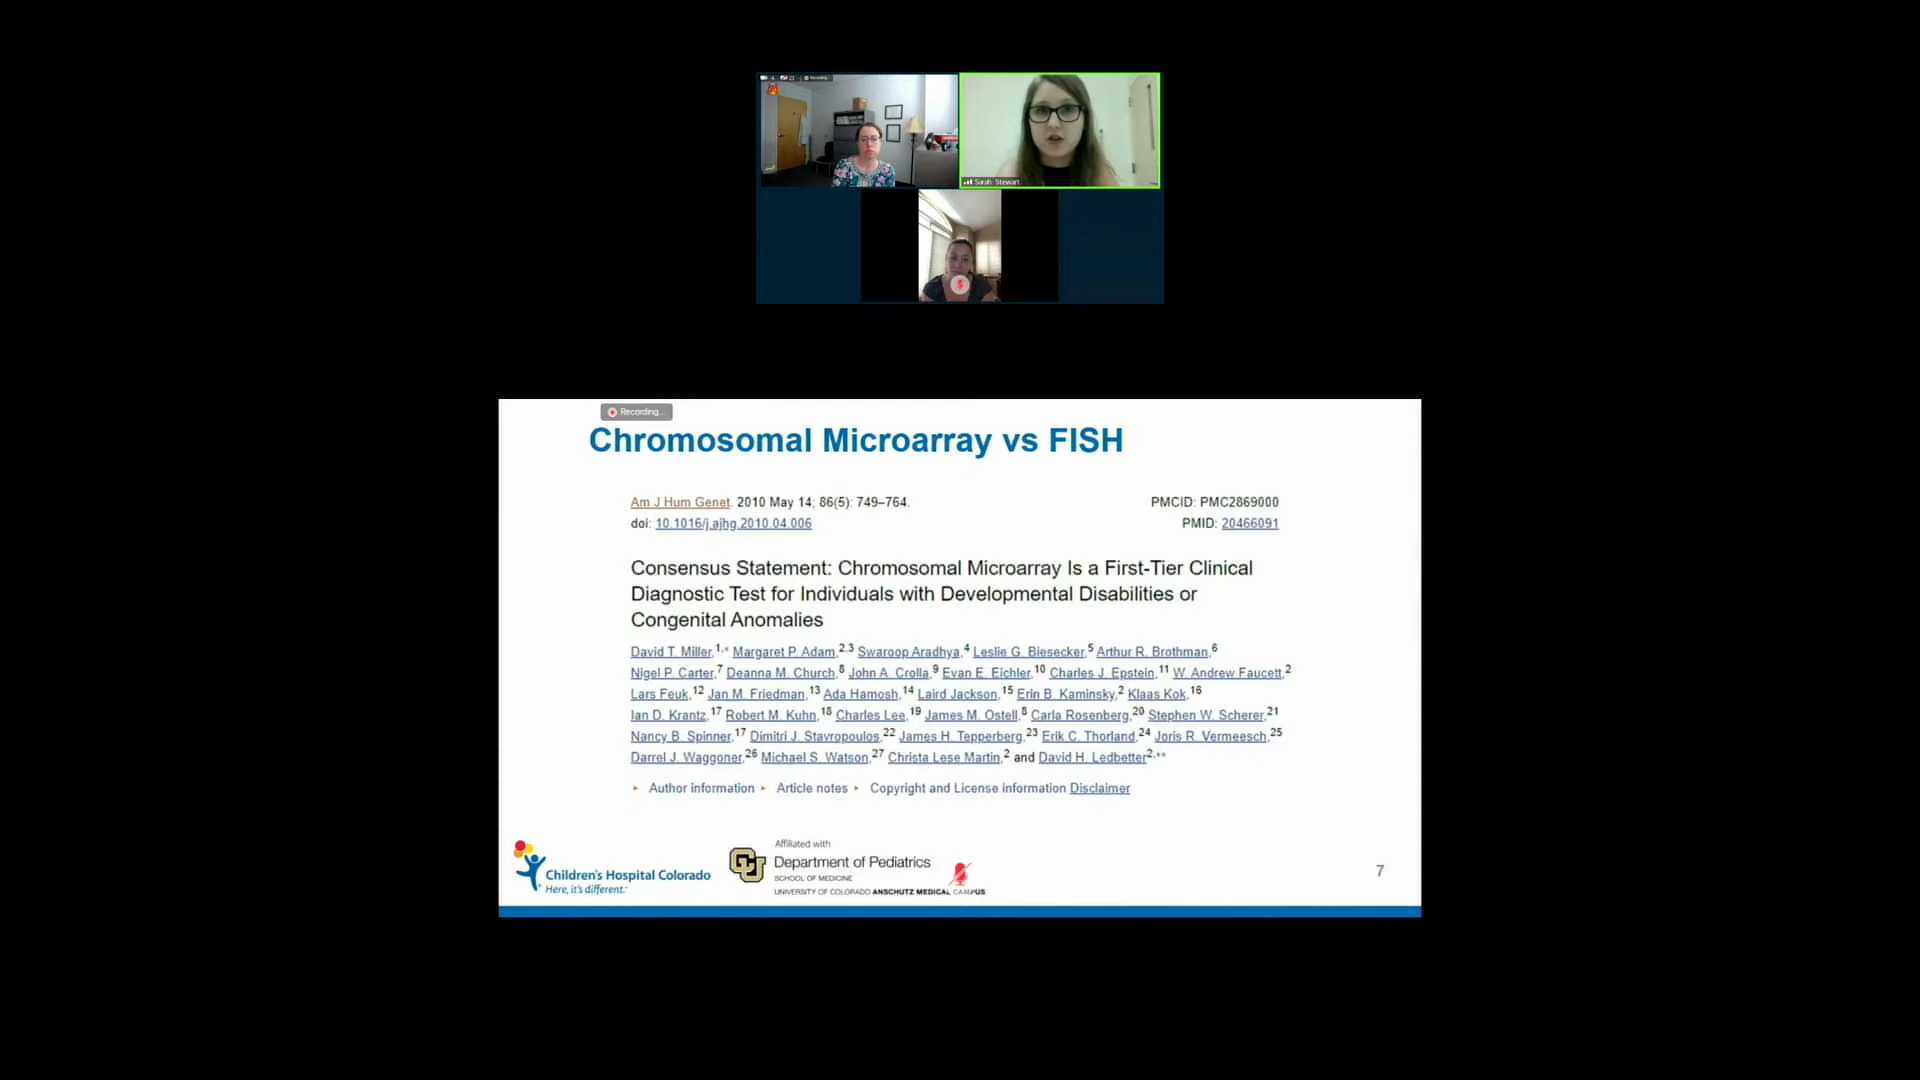 Recording
Sarah Stewart
Recording...
Chromosomal Microarray vs FISH
Am J Hum Genet. 2010 May 14; 86(5): 749–764.
PMCID: PMC2869000
doi: 10.1016/j.ajhg.2010.04.006
PMID: 20466091
Consensus Statement: Chromosomal Microarray Is a First-Tier Clinical
Diagnostic Test for Individuals with Developmental Disabilities or
Congenital Anomalies
David T. Miller,1,* Margaret P. Adam,2,3 Swaroop Aradhya,4 Leslie G. Biesecker,5 Arthur R. Brothman,6
Nigel P. Carter,7 Deanna M. Church,8 John A. Crolla,9 Evan E. Eichler,10 Charles J. Epstein,11 W. Andrew Faucett,2
Lars Feuk,12 Jan M. Friedman,13 Ada Hamosh,14 Laird Jackson,15 Erin B. Kaminsky,2 Klaas Kok,16
Ian D. Krantz,17 Robert M. Kuhn,18 Charles Lee,19 James M. Ostell,8 Carla Rosenberg,20 Stephen W. Scherer,21
Nancy B. Spinner,17 Dimitri J. Stavropoulos,22 James H. Tepperberg,23 Erik C. Thorland,24 Joris R. Vermeesch,25
Darrel J. Waggoner,26 Michael S. Watson,27 Christa Lese Martin,2 and David H. Ledbetter2,**
Author information Article notes Copyright and License information Disclaimer
Children's Hospital Colorado
Here, it's different.
CU
Affiliated with
Department of Pediatrics
SCHOOL OF MEDICINE
UNIVERSITY OF COLORADO ANSCHUTZ MEDICAL CAMPUS
7